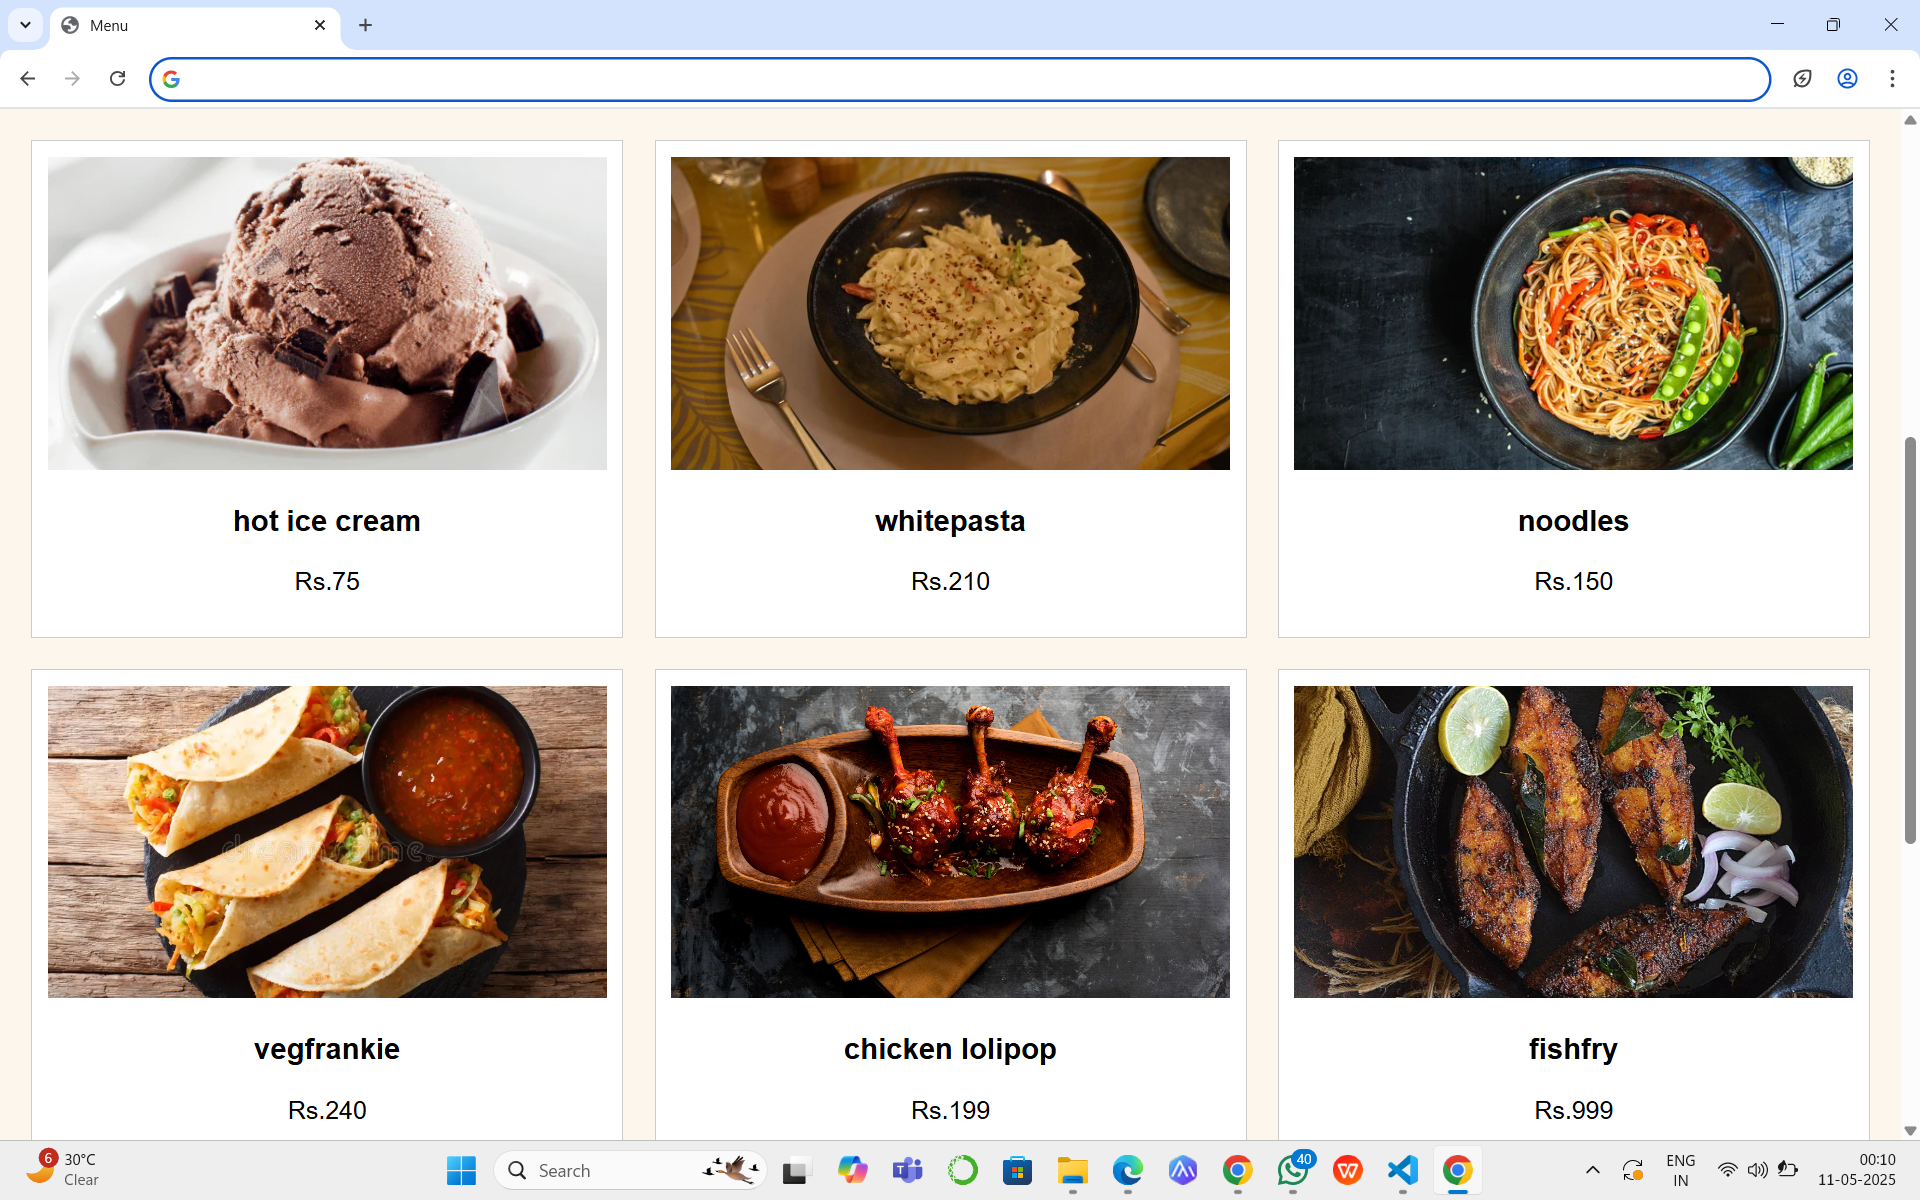 Menu
hot ice cream
whitepasta
noodles
Rs.75
Rs.210
Rs.150
dreamstime.
vegfrankie
chicken lolipop
fishfry
Rs.240
Rs.199
Rs.999
6
30°C
Clear
Search
40
ENG
IN
00:10
11-05-2025